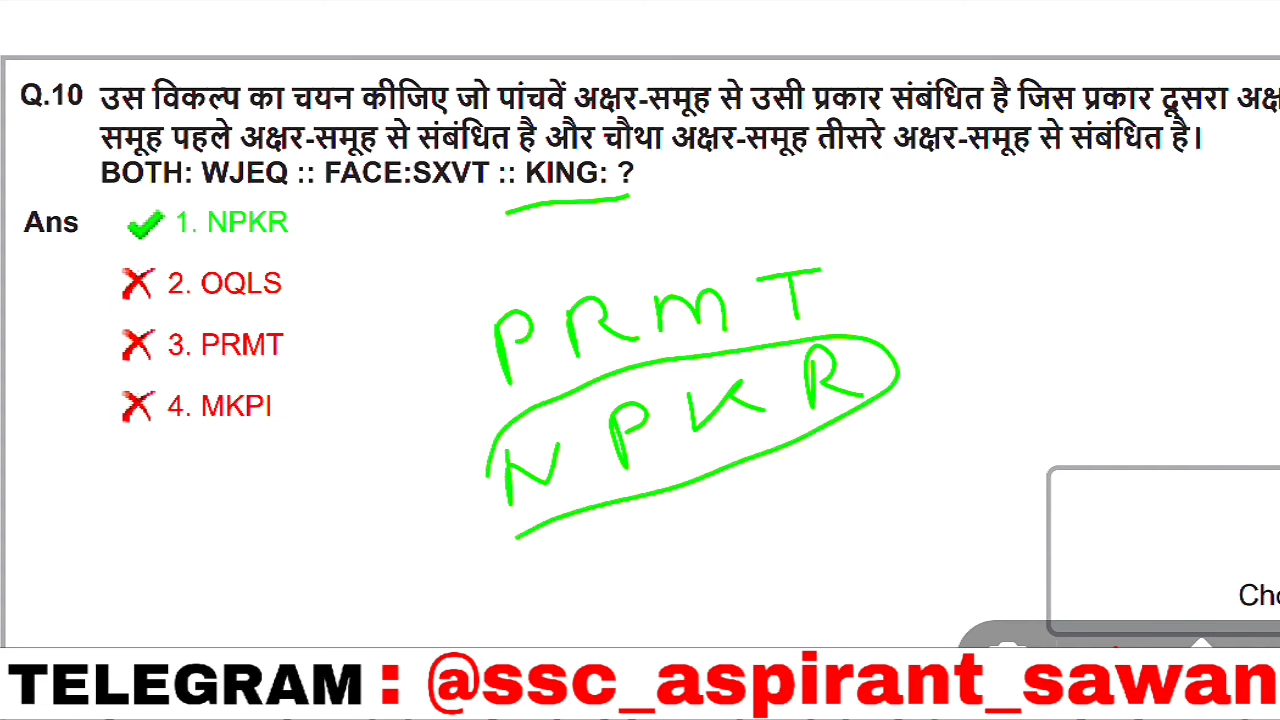 Q.10 उस विकल्प का चयन कीजिए जो पांचवें अक्षर-समूह से उसी प्रकार संबंधित है जिस प्रकार दूसरा अक्ष
समूह पहले अक्षर-समूह से संबंधित है और चौथा अक्षर-समूह तीसरे अक्षर-समूह से संबंधित है।
BOTH: WJEQ :: FACE:SXVT :: KING: ?
Ans 1. NPKR
2. OQLS
3. PRMT
4. MKPI
PRMT
NPKR
Cho
TELEGRAM : @ssc_aspirant_sawan